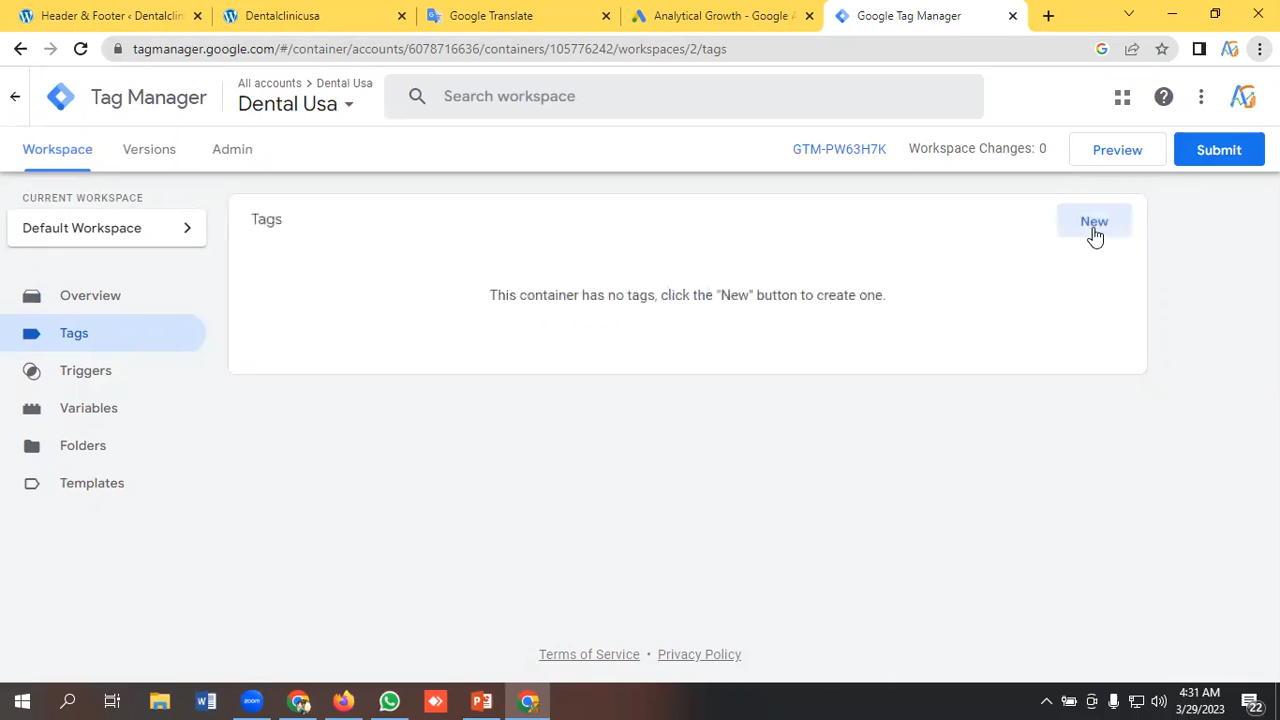 Header & Footer ‹ Dentalclin
Dentalclinicusa
Google Translate
Analytical Growth - Google A
Google Tag Manager
tagmanager.google.com/#/container/accounts/6078716636/containers/105776242/workspaces/2/tags
Tag Manager
All accounts > Dental Usa
Dental Usa
Search workspace
Workspace
Versions
Admin
GTM-PW63H7K
Workspace Changes: 0
Preview
Submit
CURRENT WORKSPACE
Default Workspace
Tags
New
This container has no tags, click the "New" button to create one.
Overview
Tags
Triggers
Variables
Folders
Templates
Terms of Service • Privacy Policy
zoom
4:31 AM
3/29/2023
22